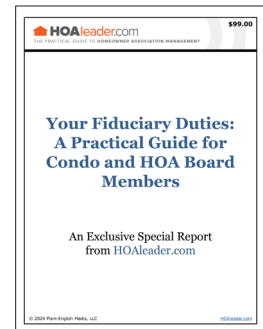 $99.00
HOAleader.com
THE PRACTICAL GUIDE TO HOMEOWNER ASSOCIATION MANAGEMENT
Your Fiduciary Duties:
A Practical Guide for
Condo and HOA Board
Members
An Exclusive Special Report
from HOAleader.com
© 2024 Plain-English Media, LLC
HOAleader.com